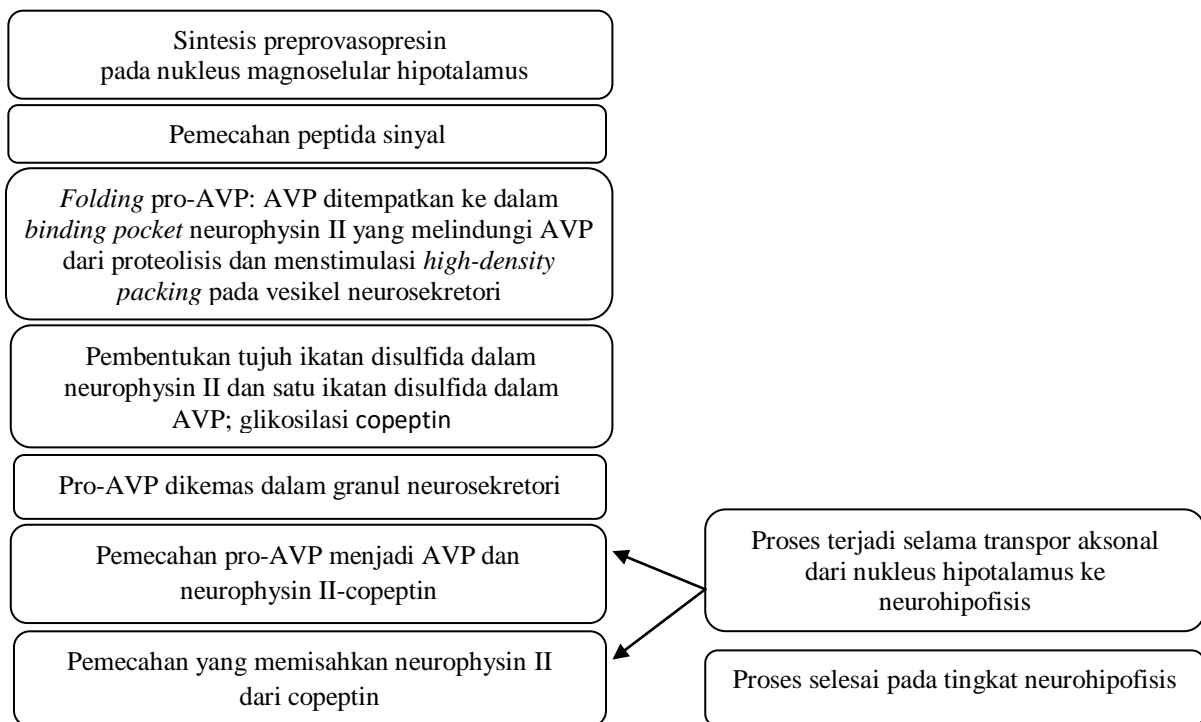 Sintesis preprovasopresin
pada nukleus magnoselular hipotalamus
Pemecahan peptida sinyal
Folding pro-AVP: AVP ditempatkan ke dalam
binding pocket neurophysin II yang melindungi AVP
dari proteolisis dan menstimulasi high-density
packing pada vesikel neurosekretori
Pembentukan tujuh ikatan disulfida dalam
neurophysin II dan satu ikatan disulfida dalam
AVP; glikosilasi copeptin
Pro-AVP dikemas dalam granul neurosekretori
Pemecahan pro-AVP menjadi AVP dan
neurophysin II-copeptin
Pemecahan yang memisahkan neurophysin II
dari copeptin
Proses terjadi selama transpor aksonal
dari nukleus hipotalamus ke
neurohipofisis
Proses selesai pada tingkat neurohipofisis